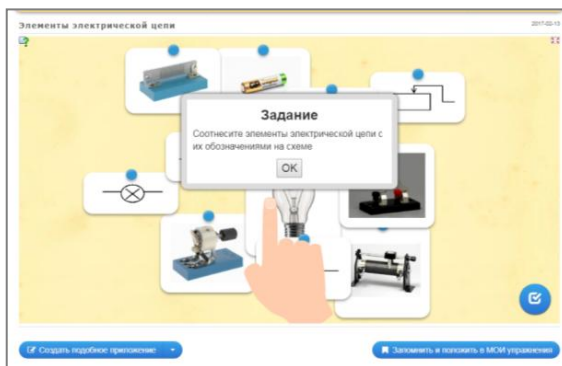 Элементы электрической цепи
2017-02-13
Задание
Соотнесите элементы электрической цепи с
их обозначениями на схеме
OK
Создать подобное приложение
Запомнить и положить в МОИ упражнения